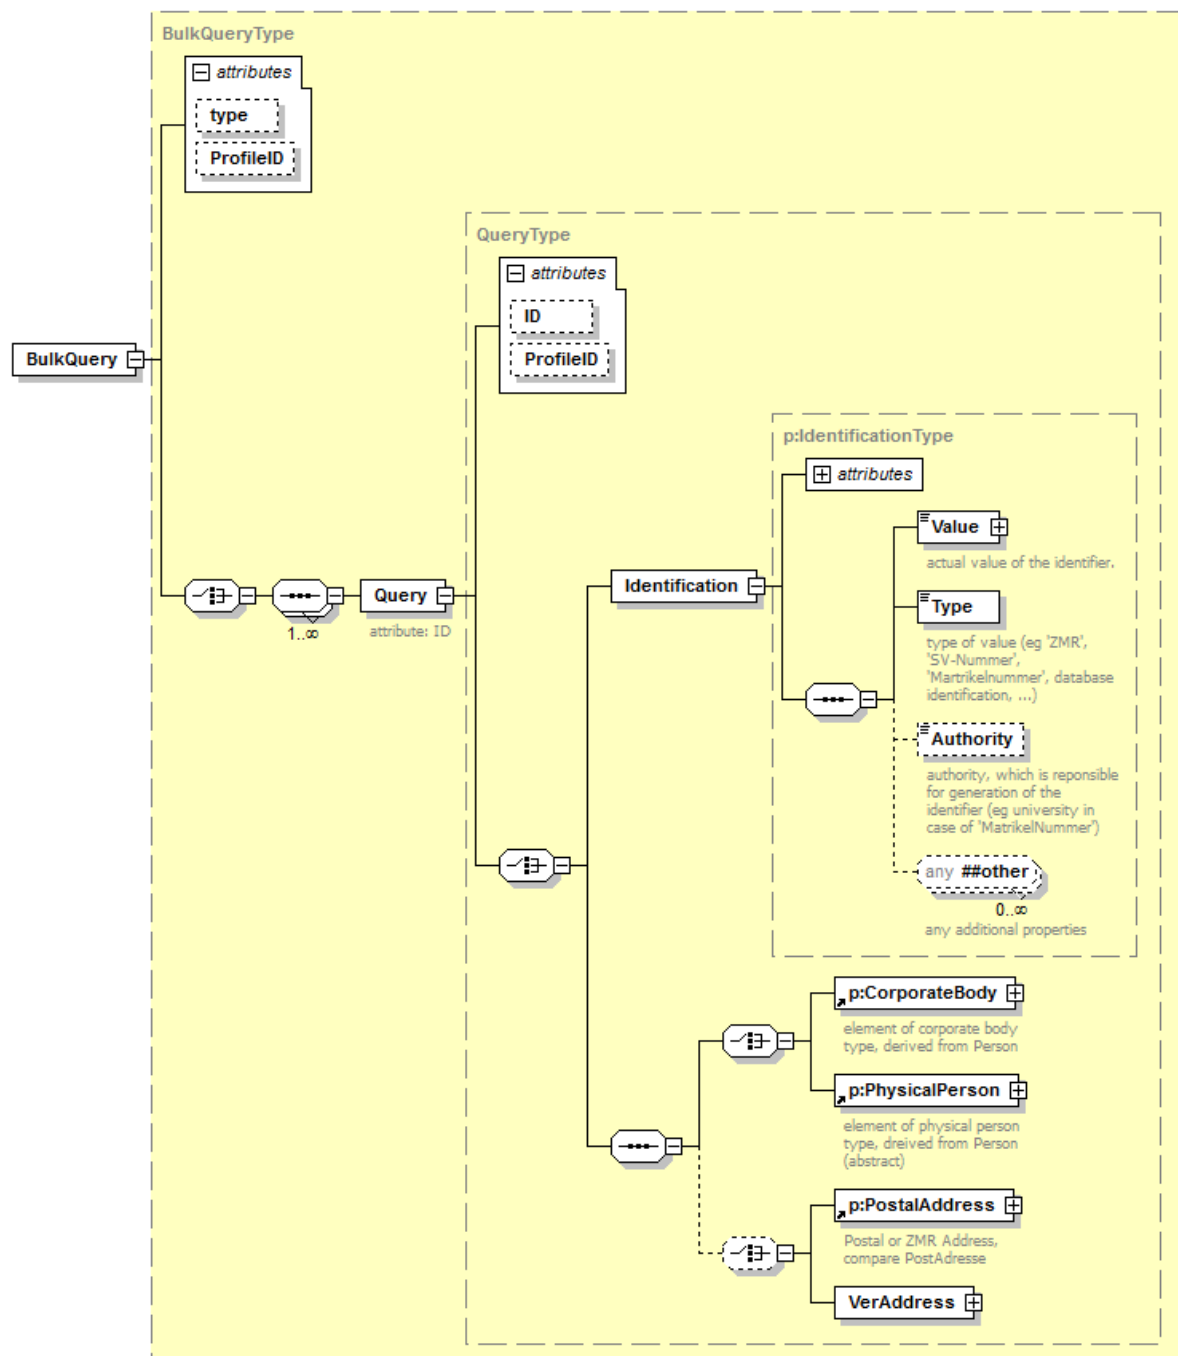 BulkQueryType
attributes
type
ProfileID
QueryType
attributes
ID
ProfileID
BulkQuery
p:IdentificationType
attributes
Value
actual value of the identifier.
Identification
Query
attribute: ID
1..∞
Type
type of value (eg 'ZMR',
'SV-Nummer',
'Martrikelnummer', database
identification, ...)
Authority
authority, which is reponsible
for generation of the
identifier (eg university in
case of 'MatrikelNummer')
any ##other
0..∞
any additional properties
p:CorporateBody
element of corporate body
type, derived from Person
p:PhysicalPerson
element of physical person
type, dreived from Person
(abstract)
p:PostalAddress
Postal or ZMR Address,
compare PostAdresse
VerAddress